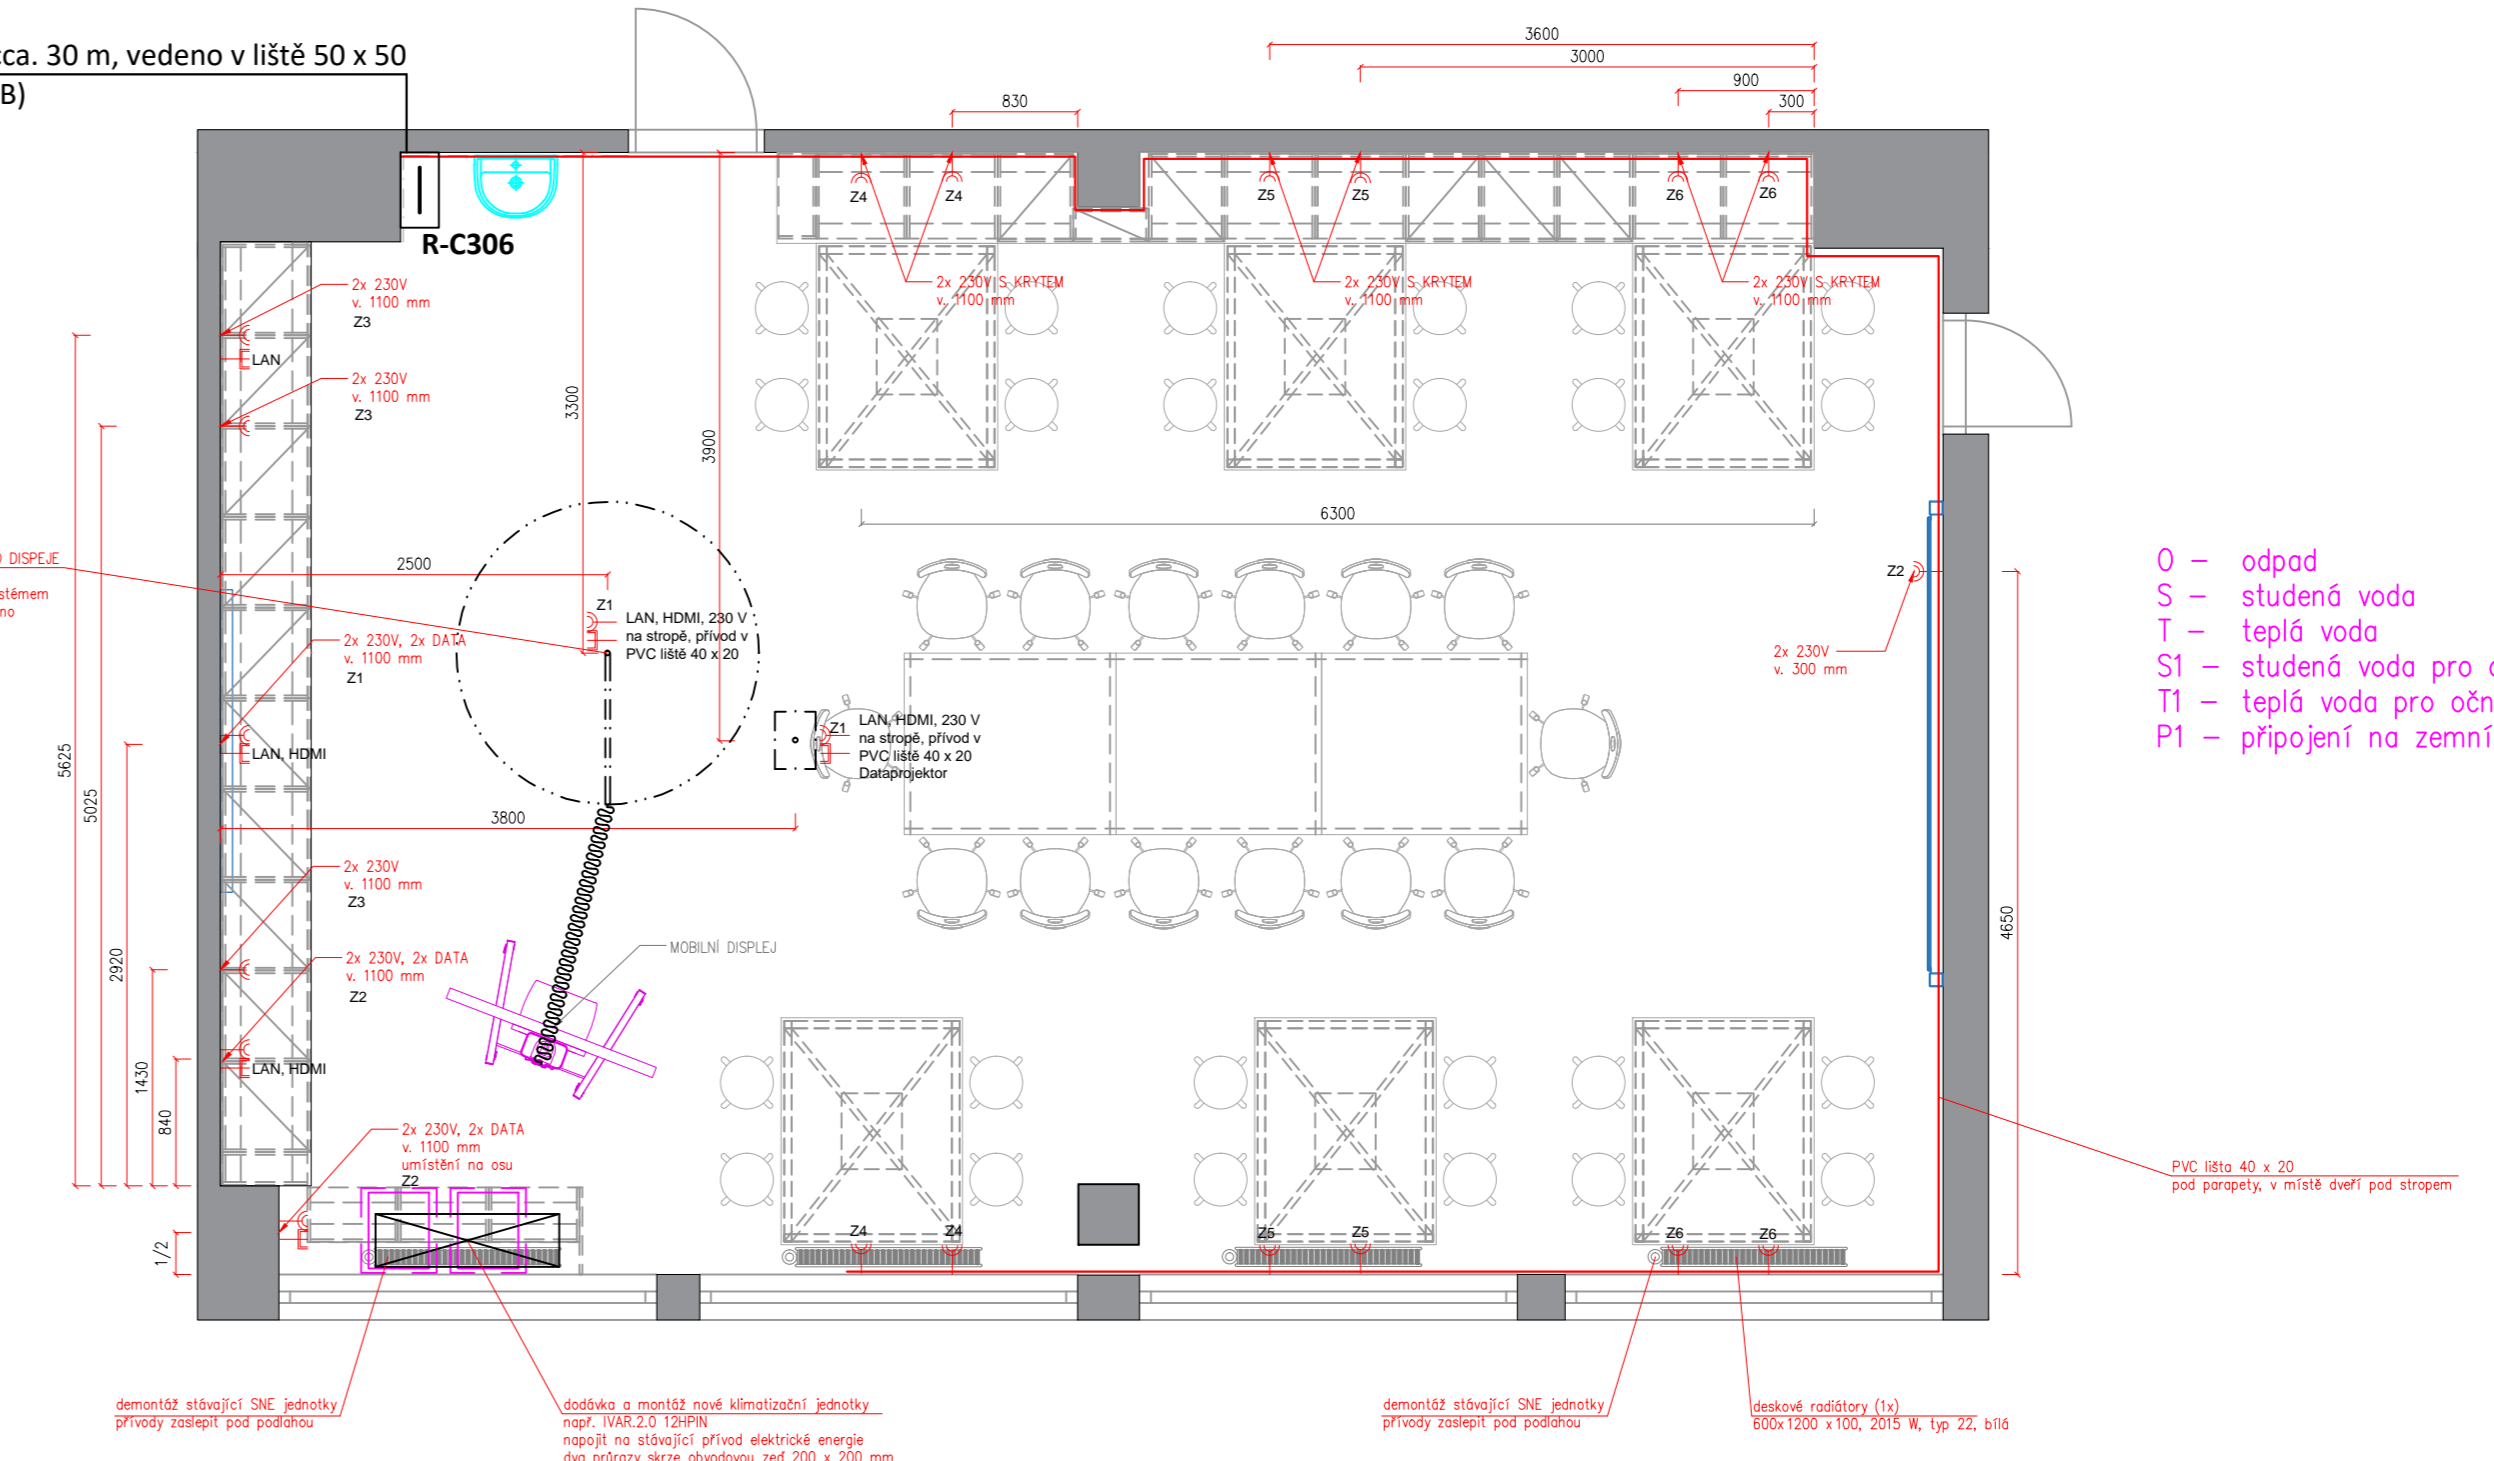 cca. 30 m, vedeno v liště 50 x 50
B)
3600
3000
900
300
830
R-C306
Z4
Z4
Z5
Z5
Z6
Z6
2x 230V S KRYTEM
v. 1100 mm
2x 230V S KRYTEM
v. 1100 mm
2x 230V S KRYTEM
v. 1100 mm
2x 230V
v. 1100 mm
Z3
LAN
2x 230V
v. 1100 mm
Z3
3300
3900
6300
DISPEJE
2500
Z1
LAN, HDMI, 230 V
na stropě, přívod v
PVC liště 40 x 20
2x 230V, 2x DATA
v. 1100 mm
Z1
LAN, HDMI
Z1
LAN, HDMI, 230 V
na stropě, přívod v
PVC liště 40 x 20
Dataprojektor
Z2
2x 230V
v. 300 mm
O – odpad
S – studená voda
T – teplá voda
S1 – studená voda pro
T1 – teplá voda pro očn
P1 – připojení na zemní
5625
5025
2920
1430
840
1/2
3800
2x 230V
v. 1100 mm
Z3
2x 230V, 2x DATA
v. 1100 mm
Z2
LAN, HDMI
MOBILNÍ DISPLEJ
4650
2x 230V, 2x DATA
v. 1100 mm
umístění na osu
Z2
Z4
Z4
Z5
Z5
Z6
Z6
PVC lišta 40 x 20
pod parapety, v místě dveří pod stropem
demontáž stávající SNE jednotky
přívody zaslepit pod podlahou
dodávka a montáž nové klimatizační jednotky
např. IVAR.2.0 12HPIN
napojit na stávající přívod elektrické energie
dva průrazy skrze obvodovou zeď 200 x 200 mm
demontáž stávající SNE jednotky
přívody zaslepit pod podlahou
deskové radiátory (1x)
600x1200 x100, 2015 W, typ 22, bílá